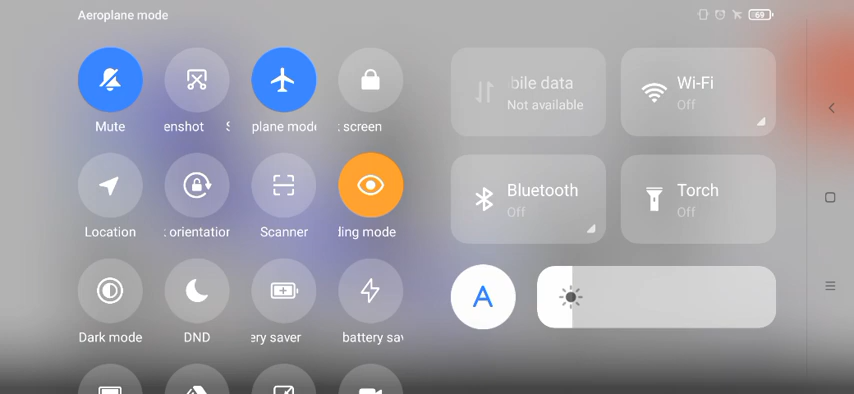 Aeroplane mode
69
bile data
Not available
Wi-Fi
Off
Mute
enshot
S
plane mode
screen
Bluetooth
Off
Torch
Off
Location
orientation
Scanner
ding mode
A
Dark mode
DND
ery saver
battery sav